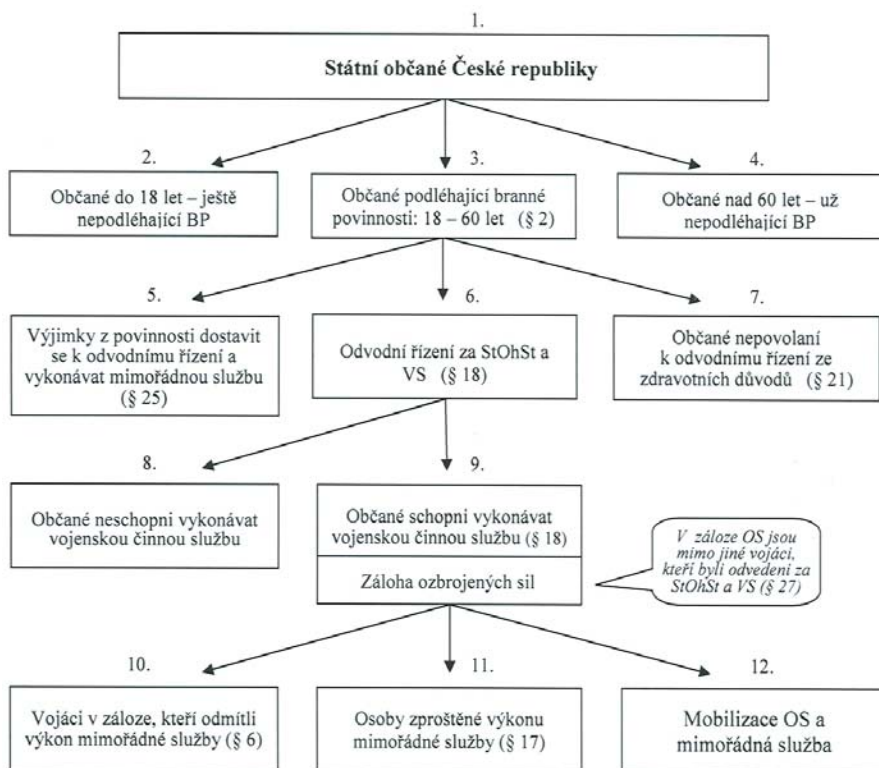 1.
Státní občané České republiky
2.
3.
4.
Občané do 18 let – ještě
nepodléhající BP
Občané podléhající branné
povinnosti: 18 – 60 let (§ 2)
Občané nad 60 let – už
nepodléhající BP
5.
6.
7.
Výjimky z povinnosti dostavit
se k odvodnímu řízení a
vykonávat mimořádnou službu
(§ 25)
Odvodní řízení za StOhSt a
VS (§ 18)
Občané nepovolaní
k odvodnímu řízení ze
zdravotních důvodů (§ 21)
8.
9.
Občané neschopni vykonávat
vojenskou činnou službu
Občané schopni vykonávat
vojenskou činnou službu (§ 18)
Záloha ozbrojených sil
V záloze OS jsou
mimo jiné vojáci,
kteří byli odvedeni za
StOhSt a VS (§ 27)
10.
11.
12.
Vojáci v záloze, kteří odmítli
výkon mimořádné služby (§ 6)
Osoby zproštěné výkonu
mimořádné služby (§ 17)
Mobilizace OS a
mimořádná služba